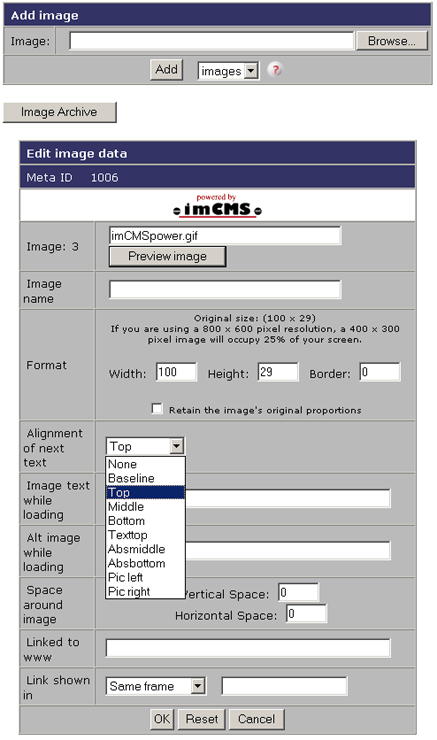 Add image
Image: Browse...
Add images ?
Image Archive
Edit image data
Meta ID 1006
powered by
imCMS
Image: 3 imCMSpower.gif
Preview image
Image
name
Original size: (100 x 29)
If you are using a 800 x 600 pixel resolution, a 400 x 300
pixel image will occupy 25% of your screen.
Format
Width: 100 Height: 29 Border: 0
Retain the image's original proportions
Alignment
of next
text
Top
None
Baseline
Top
Middle
Bottom
Texttop
Absmiddle
Absbottom
Pic left
Pic right
Image text
while
loading
Alt image
while
loading
Space
around
image
Vertical Space: 0
Horizontal Space: 0
Linked to
www
Link shown
in
Same frame
OK Reset Cancel